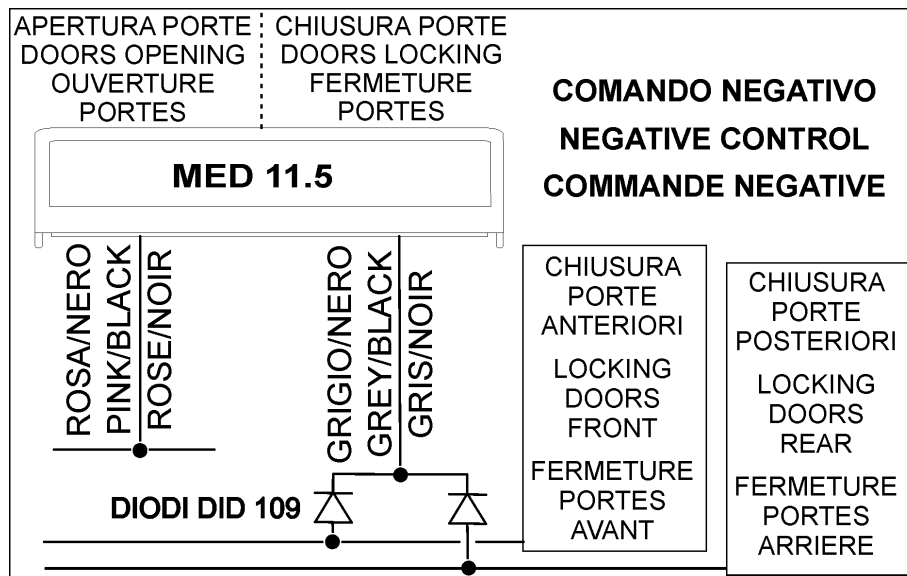 APERTURA PORTE
DOORS OPENING
OUVERTURE
PORTES
CHIUSURA PORTE
DOORS LOCKING
FERMETURE
PORTES
COMANDO NEGATIVO
NEGATIVE CONTROL
COMMANDE NEGATIVE
MED 11.5
ROSA/NERO
PINK/BLACK
ROSE/NOIR
GRIGIO/NERO
GREY/BLACK
GRIS/NOIR
DIODI DID 109
CHIUSURA
PORTE
ANTERIORI
LOCKING
DOORS
FRONT
FERMETURE
PORTES
AVANT
CHIUSURA
PORTE
POSTERIORI
LOCKING
DOORS
REAR
FERMETURE
PORTES
ARRIERE